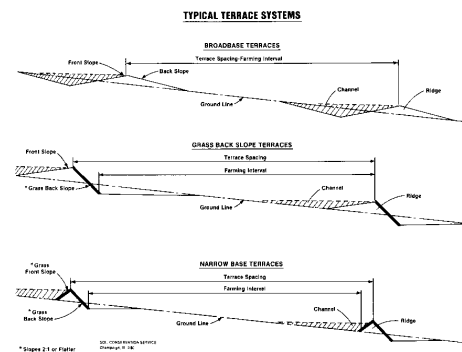 TYPICAL TERRACE SYSTEMS
BROADBASE TERRACES
Terrace Spacing-Farming Interval
Front Slope
Back Slope
Channel
Ridge
Ground Line
GRASS BACK SLOPE TERRACES
Front Slope
Terrace Spacing
Farming Interval
* Grass Back Slope
Channel
Ridge
Ground Line
NARROW BASE TERRACES
* Grass
Front Slope
Terrace Spacing
Farming Interval
* Grass
Back Slope
Channel
Ridge
Ground Line
* Slopes 2:1 or Flatter
SOIL CONSERVATION SERVICE
Champaign, Ill.